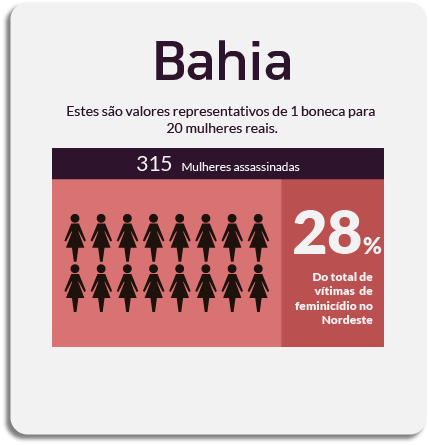 Bahia
Estes são valores representativos de 1 boneca para
20 mulheres reais.
315 Mulheres assassinadas
28%
Do total de
vítimas de
feminicídio no
Nordeste